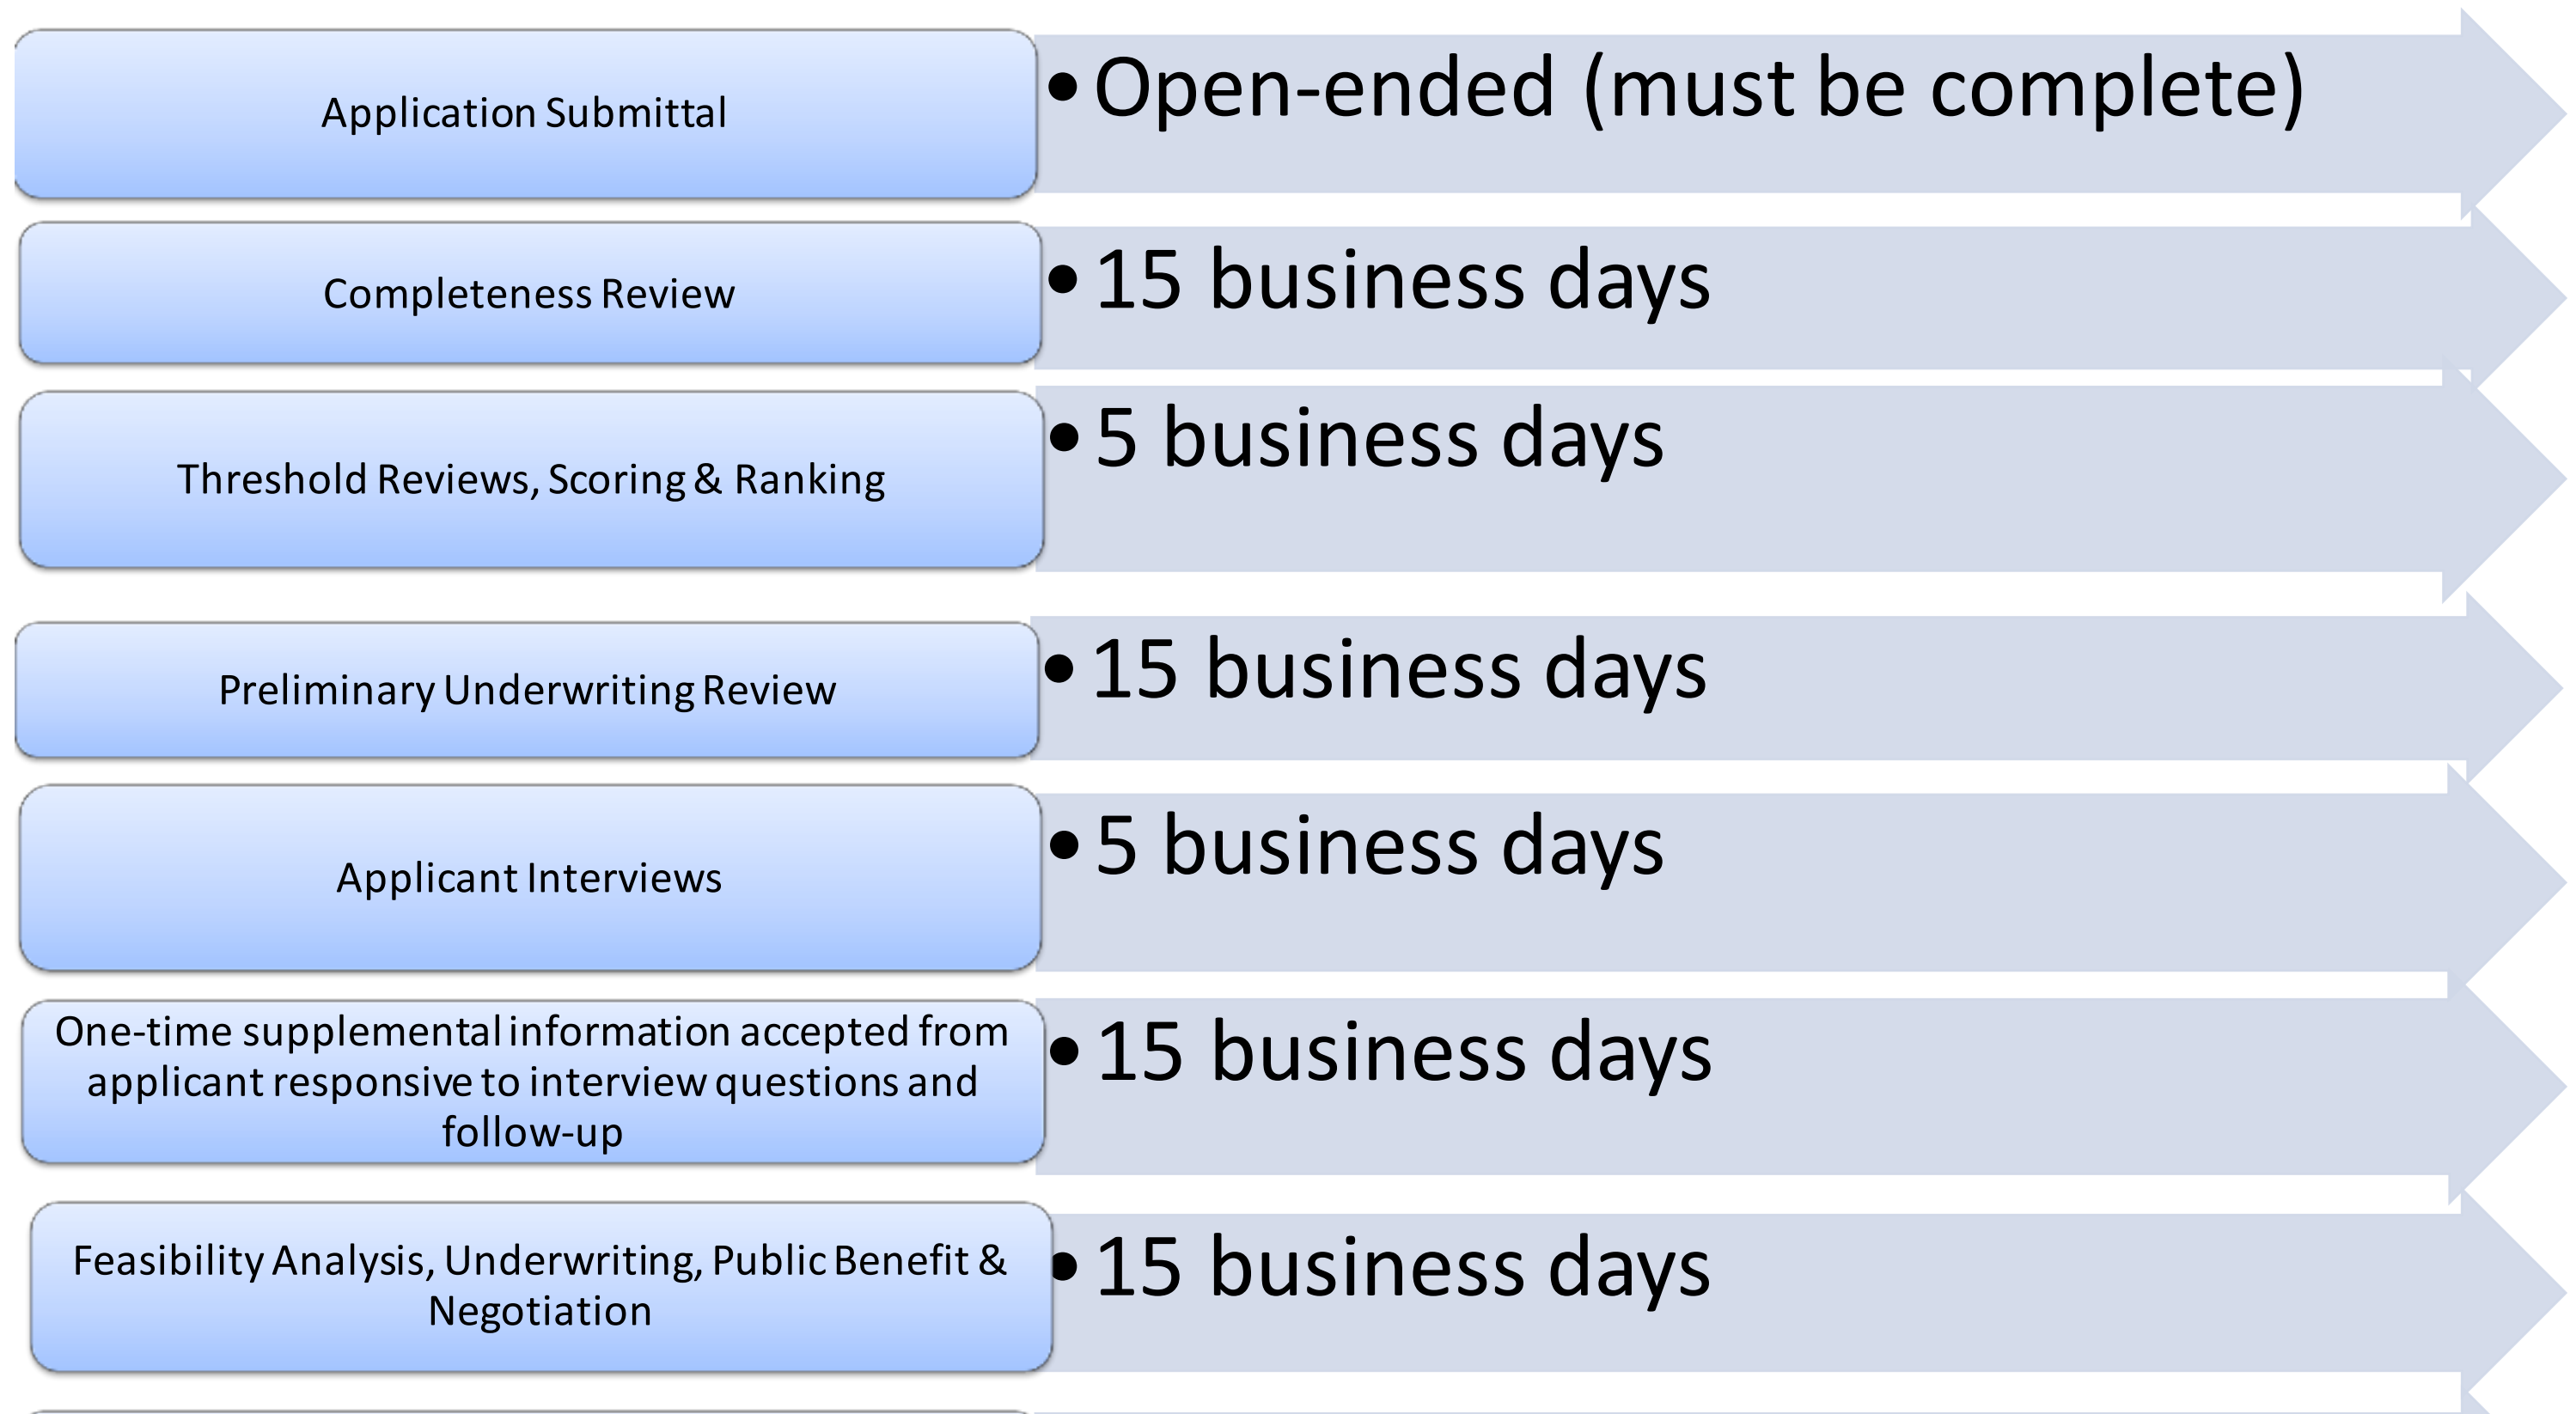 Application Submittal
• Open-ended (must be complete)
Completeness Review
• 15 business days
Threshold Reviews, Scoring & Ranking
• 5 business days
Preliminary Underwriting Review
• 15 business days
Applicant Interviews
• 5 business days
One-time supplemental information accepted from
applicant responsive to interview questions and
follow-up
• 15 business days
Feasibility Analysis, Underwriting, Public Benefit &
Negotiation
• 15 business days